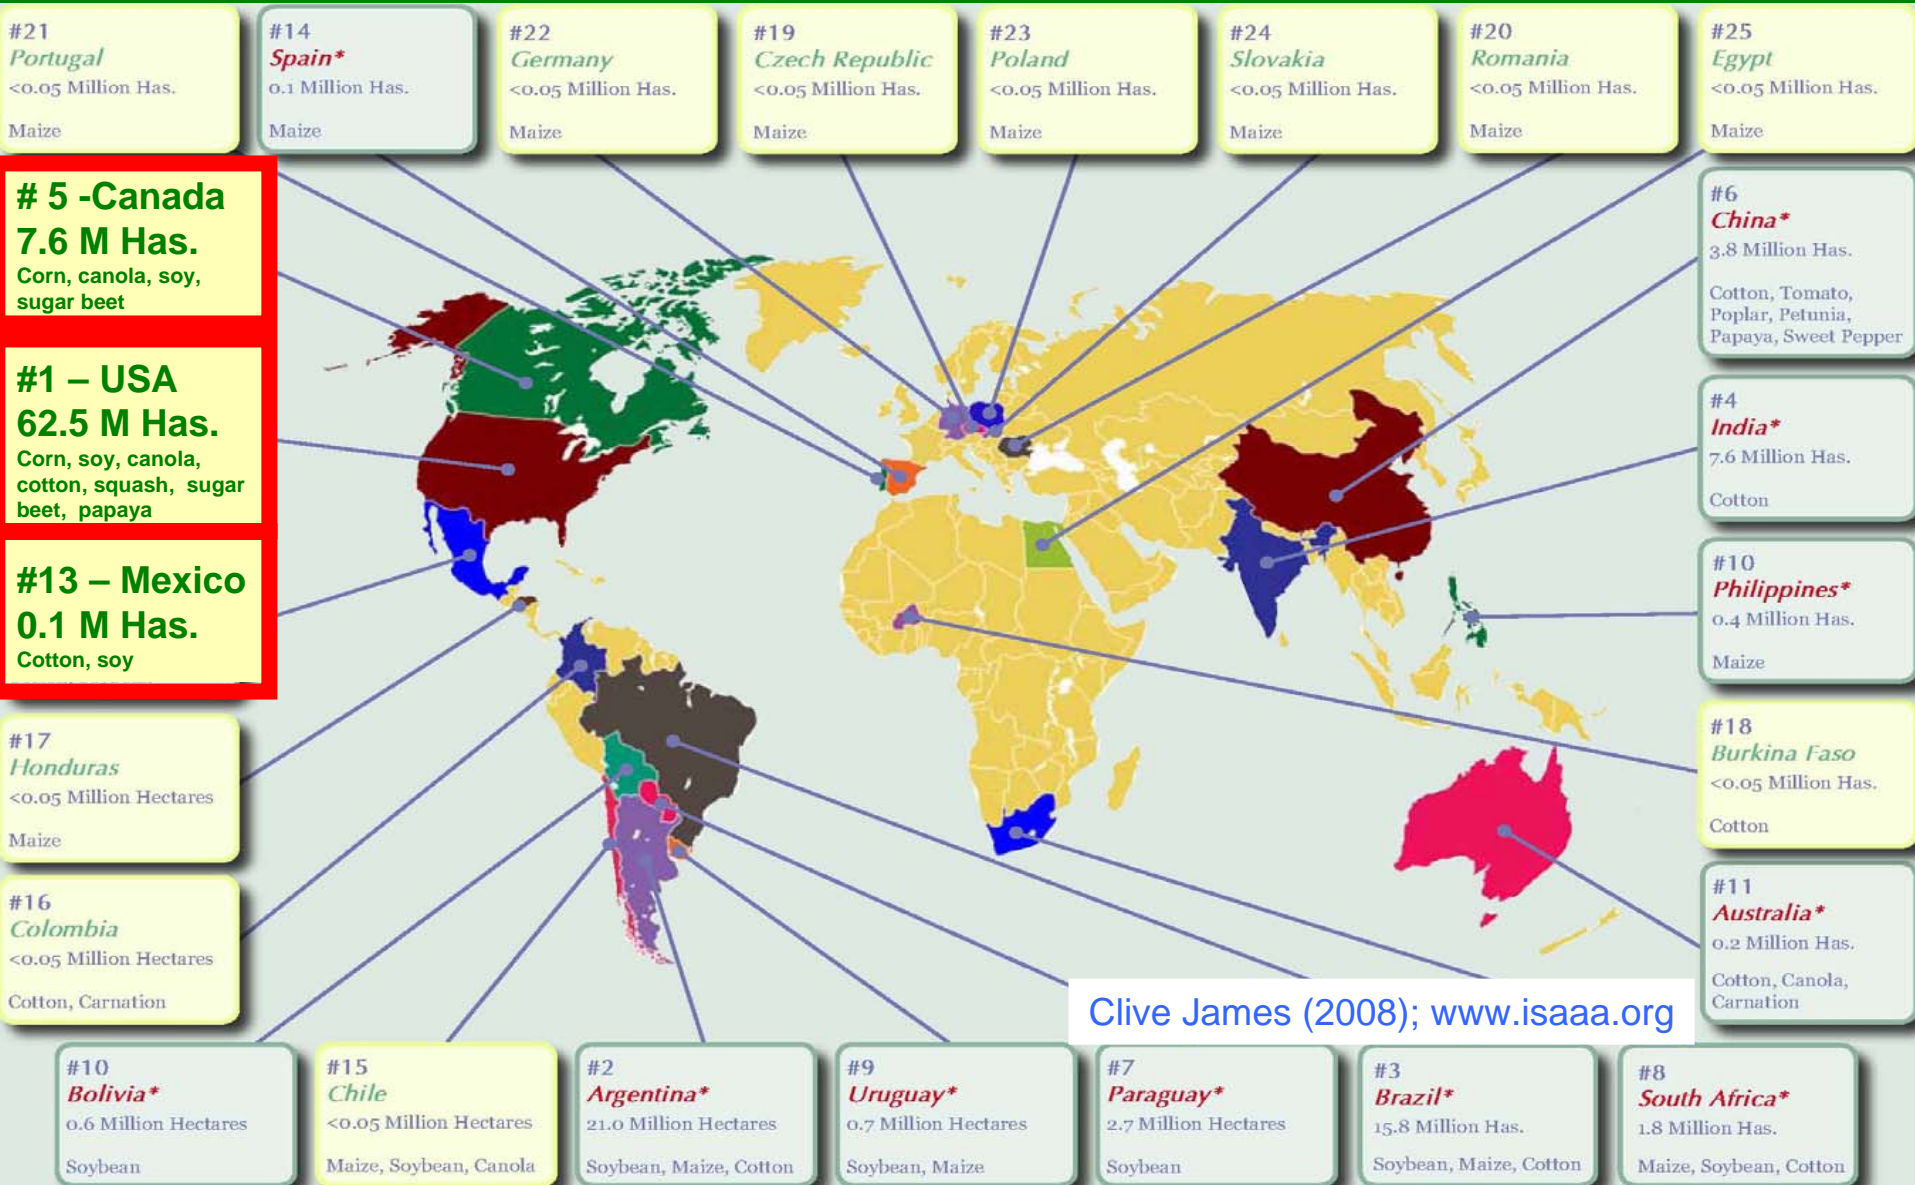 #21
Portugal
<0.05 Million Has.
Maize
#14
Spain*
0.1 Million Has.
Maize
#22
Germany
<0.05 Million Has.
Maize
#19
Czech Republic
<0.05 Million Has.
Maize
#23
Poland
<0.05 Million Has.
Maize
#24
Slovakia
<0.05 Million Has.
Maize
#20
Romania
<0.05 Million Has.
Maize
#25
Egypt
<0.05 Million Has.
Maize
# 5 -Canada
7.6 M Has.
Corn, canola, soy,
sugar beet
#1 – USA
62.5 M Has.
Corn, soy, canola,
cotton, squash, sugar
beet, papaya
#13 – Mexico
0.1 M Has.
Cotton, soy
#17
Honduras
<0.05 Million Hectares
Maize
#16
Colombia
<0.05 Million Hectares
Cotton, Carnation
#6
China*
3.8 Million Has.
Cotton, Tomato,
Poplar, Petunia,
Papaya, Sweet Pepper
#4
India*
7.6 Million Has.
Cotton
#10
Philippines*
0.4 Million Has.
Maize
#18
Burkina Faso
<0.05 Million Has.
Cotton
#11
Australia*
0.2 Million Has.
Cotton, Canola,
Carnation
Clive James (2008); www.isaaa.org
#10
Bolivia*
0.6 Million Hectares
Soybean
#15
Chile
<0.05 Million Hectares
Maize, Soybean, Canola
#2
Argentina*
21.0 Million Hectares
Soybean, Maize, Cotton
#9
Uruguay*
0.7 Million Hectares
Soybean, Maize
#7
Paraguay*
2.7 Million Hectares
Soybean
#3
Brazil*
15.8 Million Has.
Soybean, Maize, Cotton
#8
South Africa*
1.8 Million Has.
Maize, Soybean, Cotton